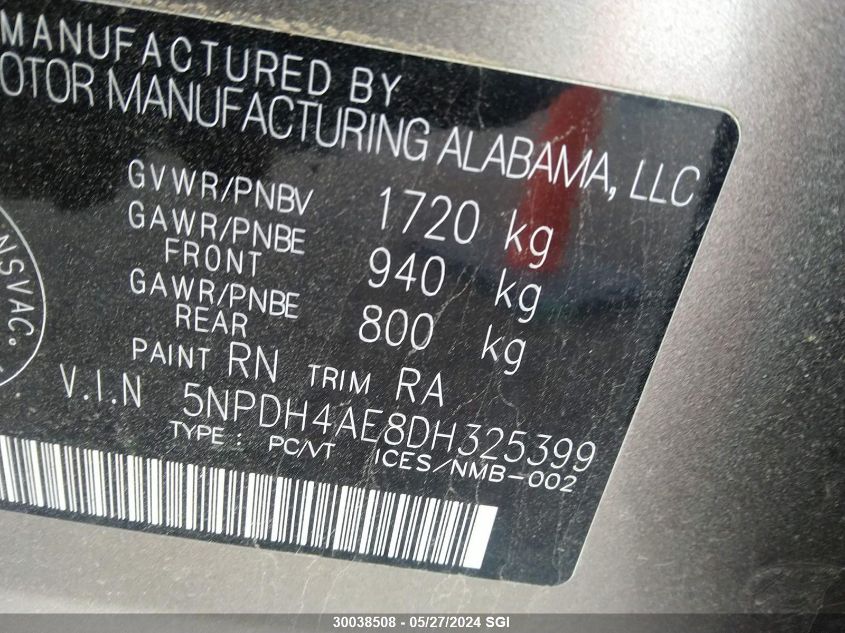 MANUFACTURED BY
OTOR MANUFACTURING ALABAMA, LLC
GVWR/PNBV 1720 kg
GAWR/PNBE FRONT 940 kg
GAWR/PNBE REAR 800 kg
PAINT RN TRIM RA
V.I.N 5NPDH4AE8DH325399
TYPE: PC/VT ICES/NMB-002
NSVAC.
30038508 - 05/27/2024 SGI